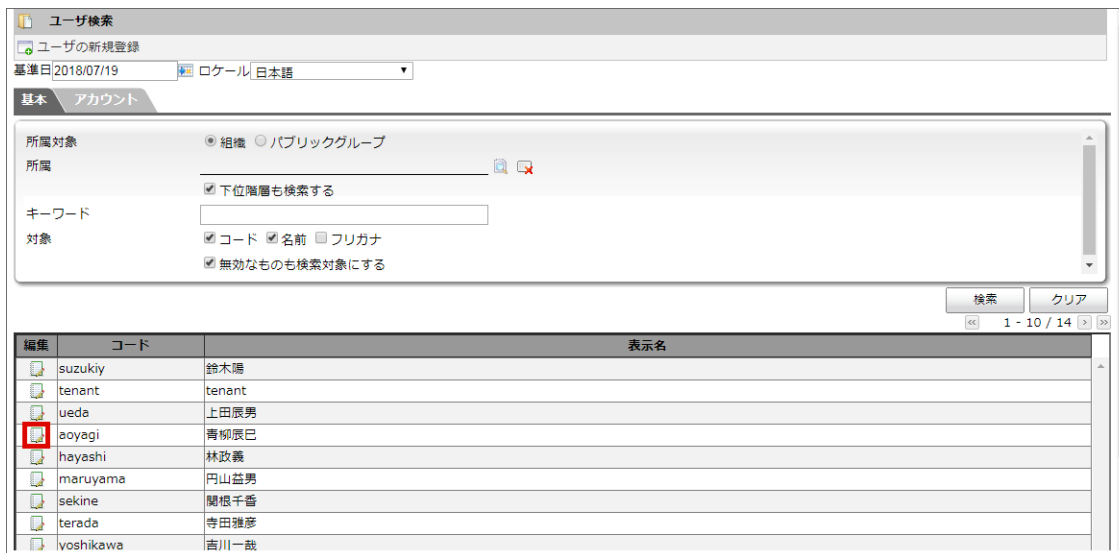 ユーザ検索
ユーザの新規登録
基準日 2018/07/19 ロケール 日本語
基本 アカウント
所属対象 組織 パブリックグループ
所属
下位階層も検索する
キーワード
対象 コード 名前 フリガナ
無効なものも検索対象にする
検索 クリア
1 - 10 / 14
編集 コード 表示名
suzukiy 鈴木陽
tenant tenant
ueda 上田辰男
aoyagi 青柳辰巳
hayashi 林政義
maruyama 円山益男
sekine 関根千香
terada 寺田雅彦
yoshikawa 吉川一哉